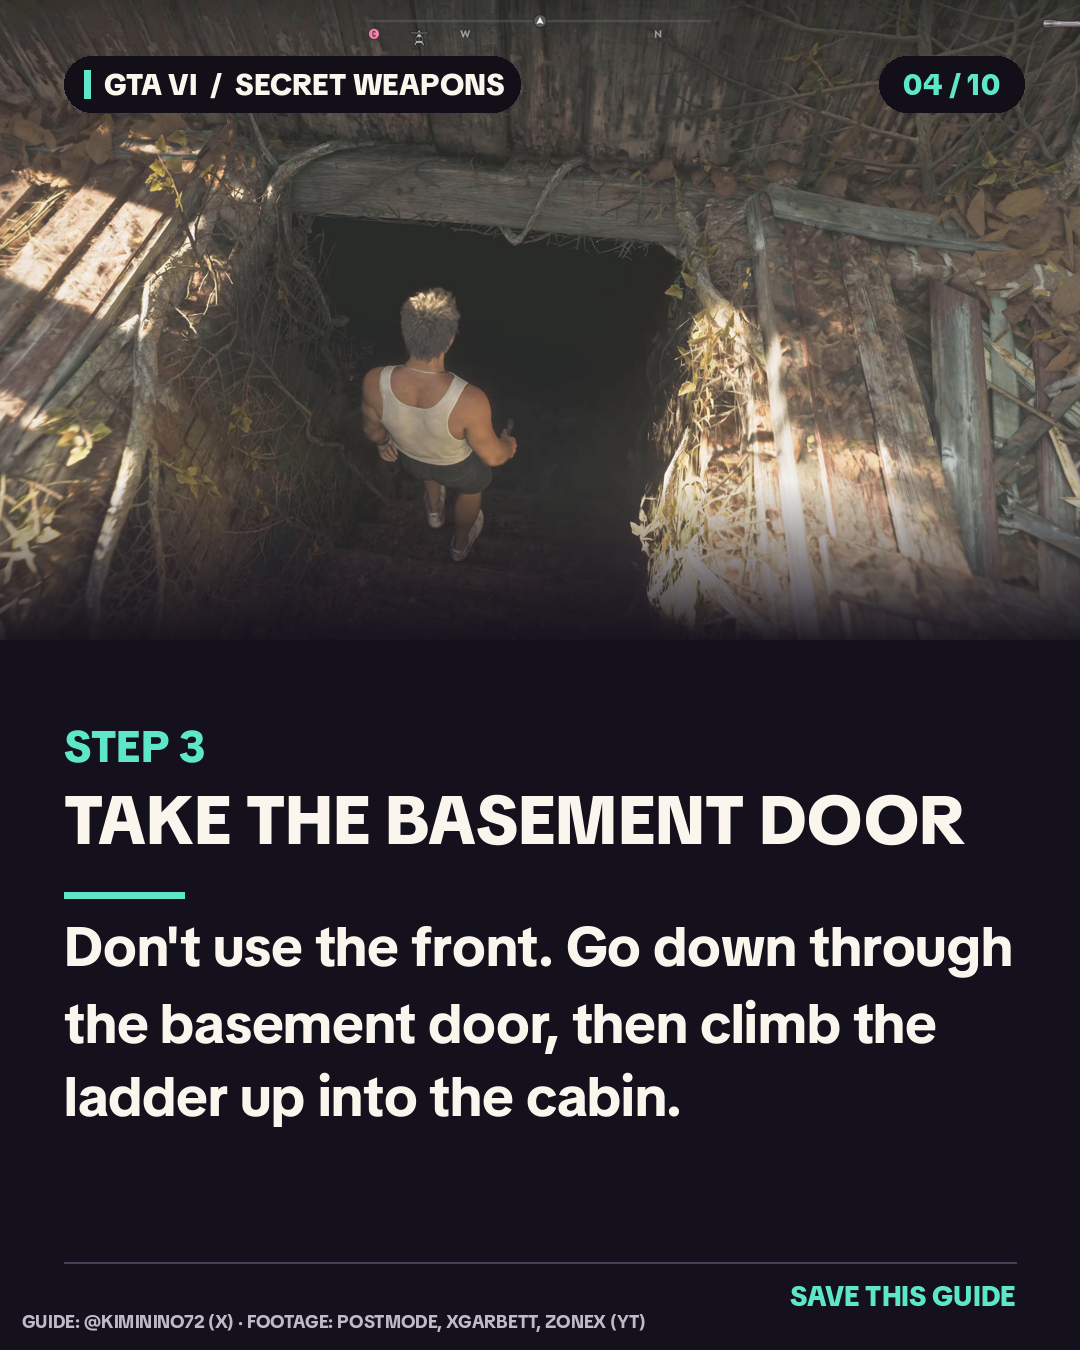 W
N
GTA VI / SECRET WEAPONS
04 / 10
STEP 3
TAKE THE BASEMENT DOOR
Don't use the front. Go down through
the basement door, then climb the
ladder up into the cabin.
SAVE THIS GUIDE
GUIDE: @KIMININO72 (X) · FOOTAGE: POSTMODE, XGARBETT, ZONEX (YT)